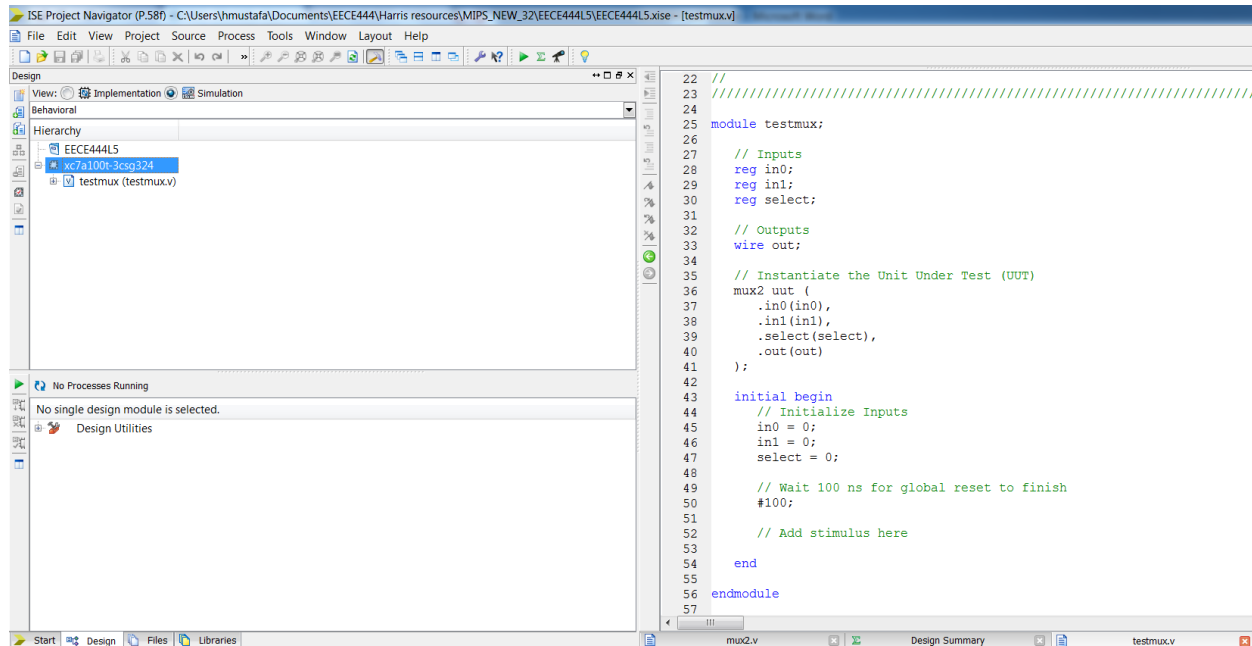 ISE Project Navigator (P.58f) - C:\Users\hmustafa\Documents\EECE444\Harris resources\MIPS_NEW_32\EECE444L5\EECE444L5.xise - [testmux.v]
File Edit View Project Source Process Tools Window Layout Help
Design
View: Implementation Simulation
Behavioral
Hierarchy
EECE444L5
xc7a100t-3csg324
testmux (testmux.v)
No Processes Running
No single design module is selected.
Design Utilities
Start Design Files Libraries
22 //
23 //////////////////////////////////////////////////////////////////////////
24
25 module testmux;
26
27 // Inputs
28 reg in0;
29 reg in1;
30 reg select;
31
32 // Outputs
33 wire out;
34
35 // Instantiate the Unit Under Test (UUT)
36 mux2 uut (
37 .in0(in0),
38 .in1(in1),
39 .select(select),
40 .out(out)
41 );
42
43 initial begin
44 // Initialize Inputs
45 in0 = 0;
46 in1 = 0;
47 select = 0;
48
49 // Wait 100 ns for global reset to finish
50 #100;
51
52 // Add stimulus here
53
54 end
55
56 endmodule
57
mux2.v Design Summary testmux.v